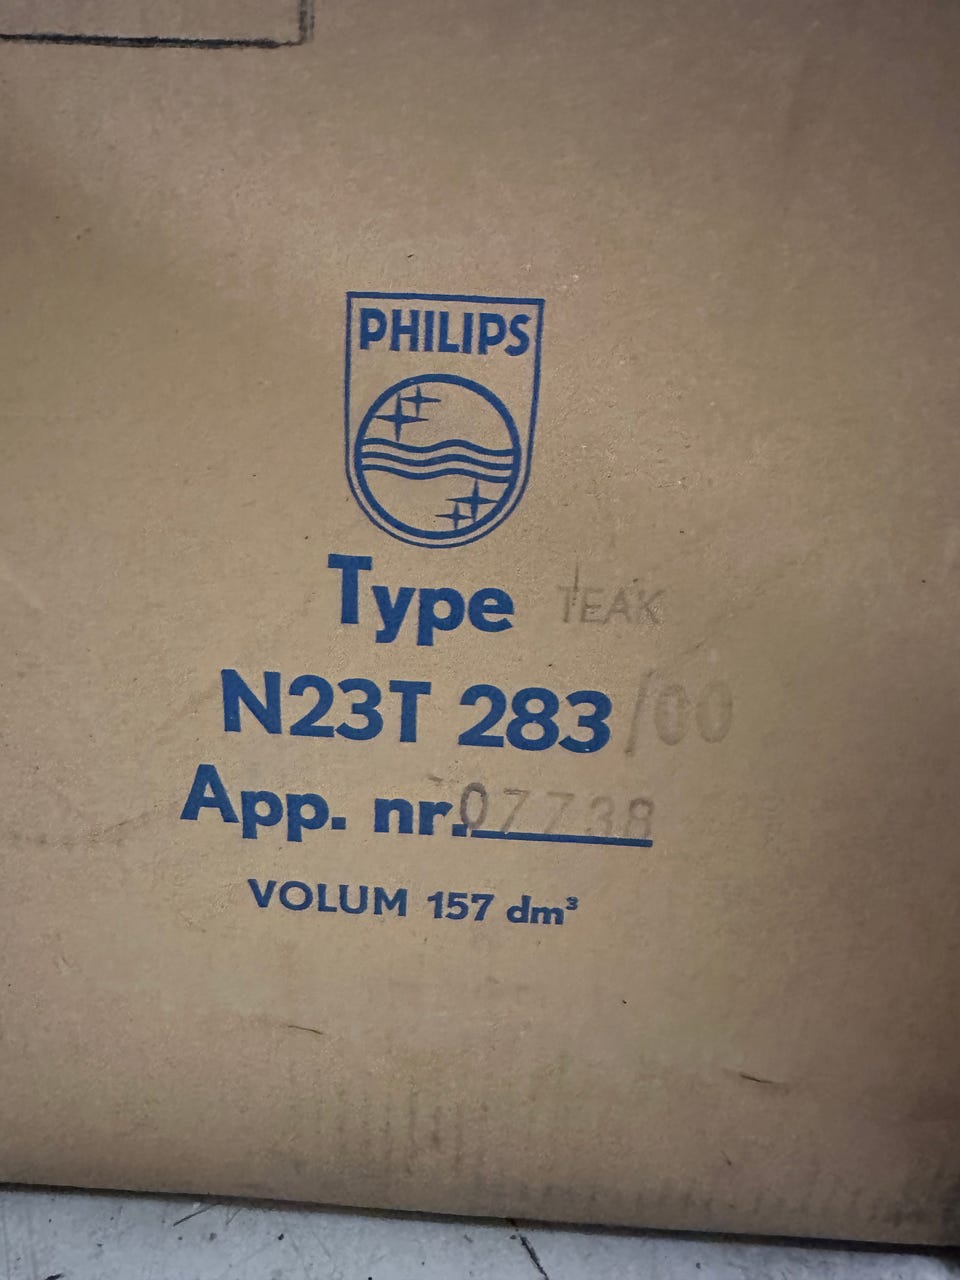 PHILIPS
Type TEAK
N23T 283/00
App. nr. 07738
VOLUM 157 dm³